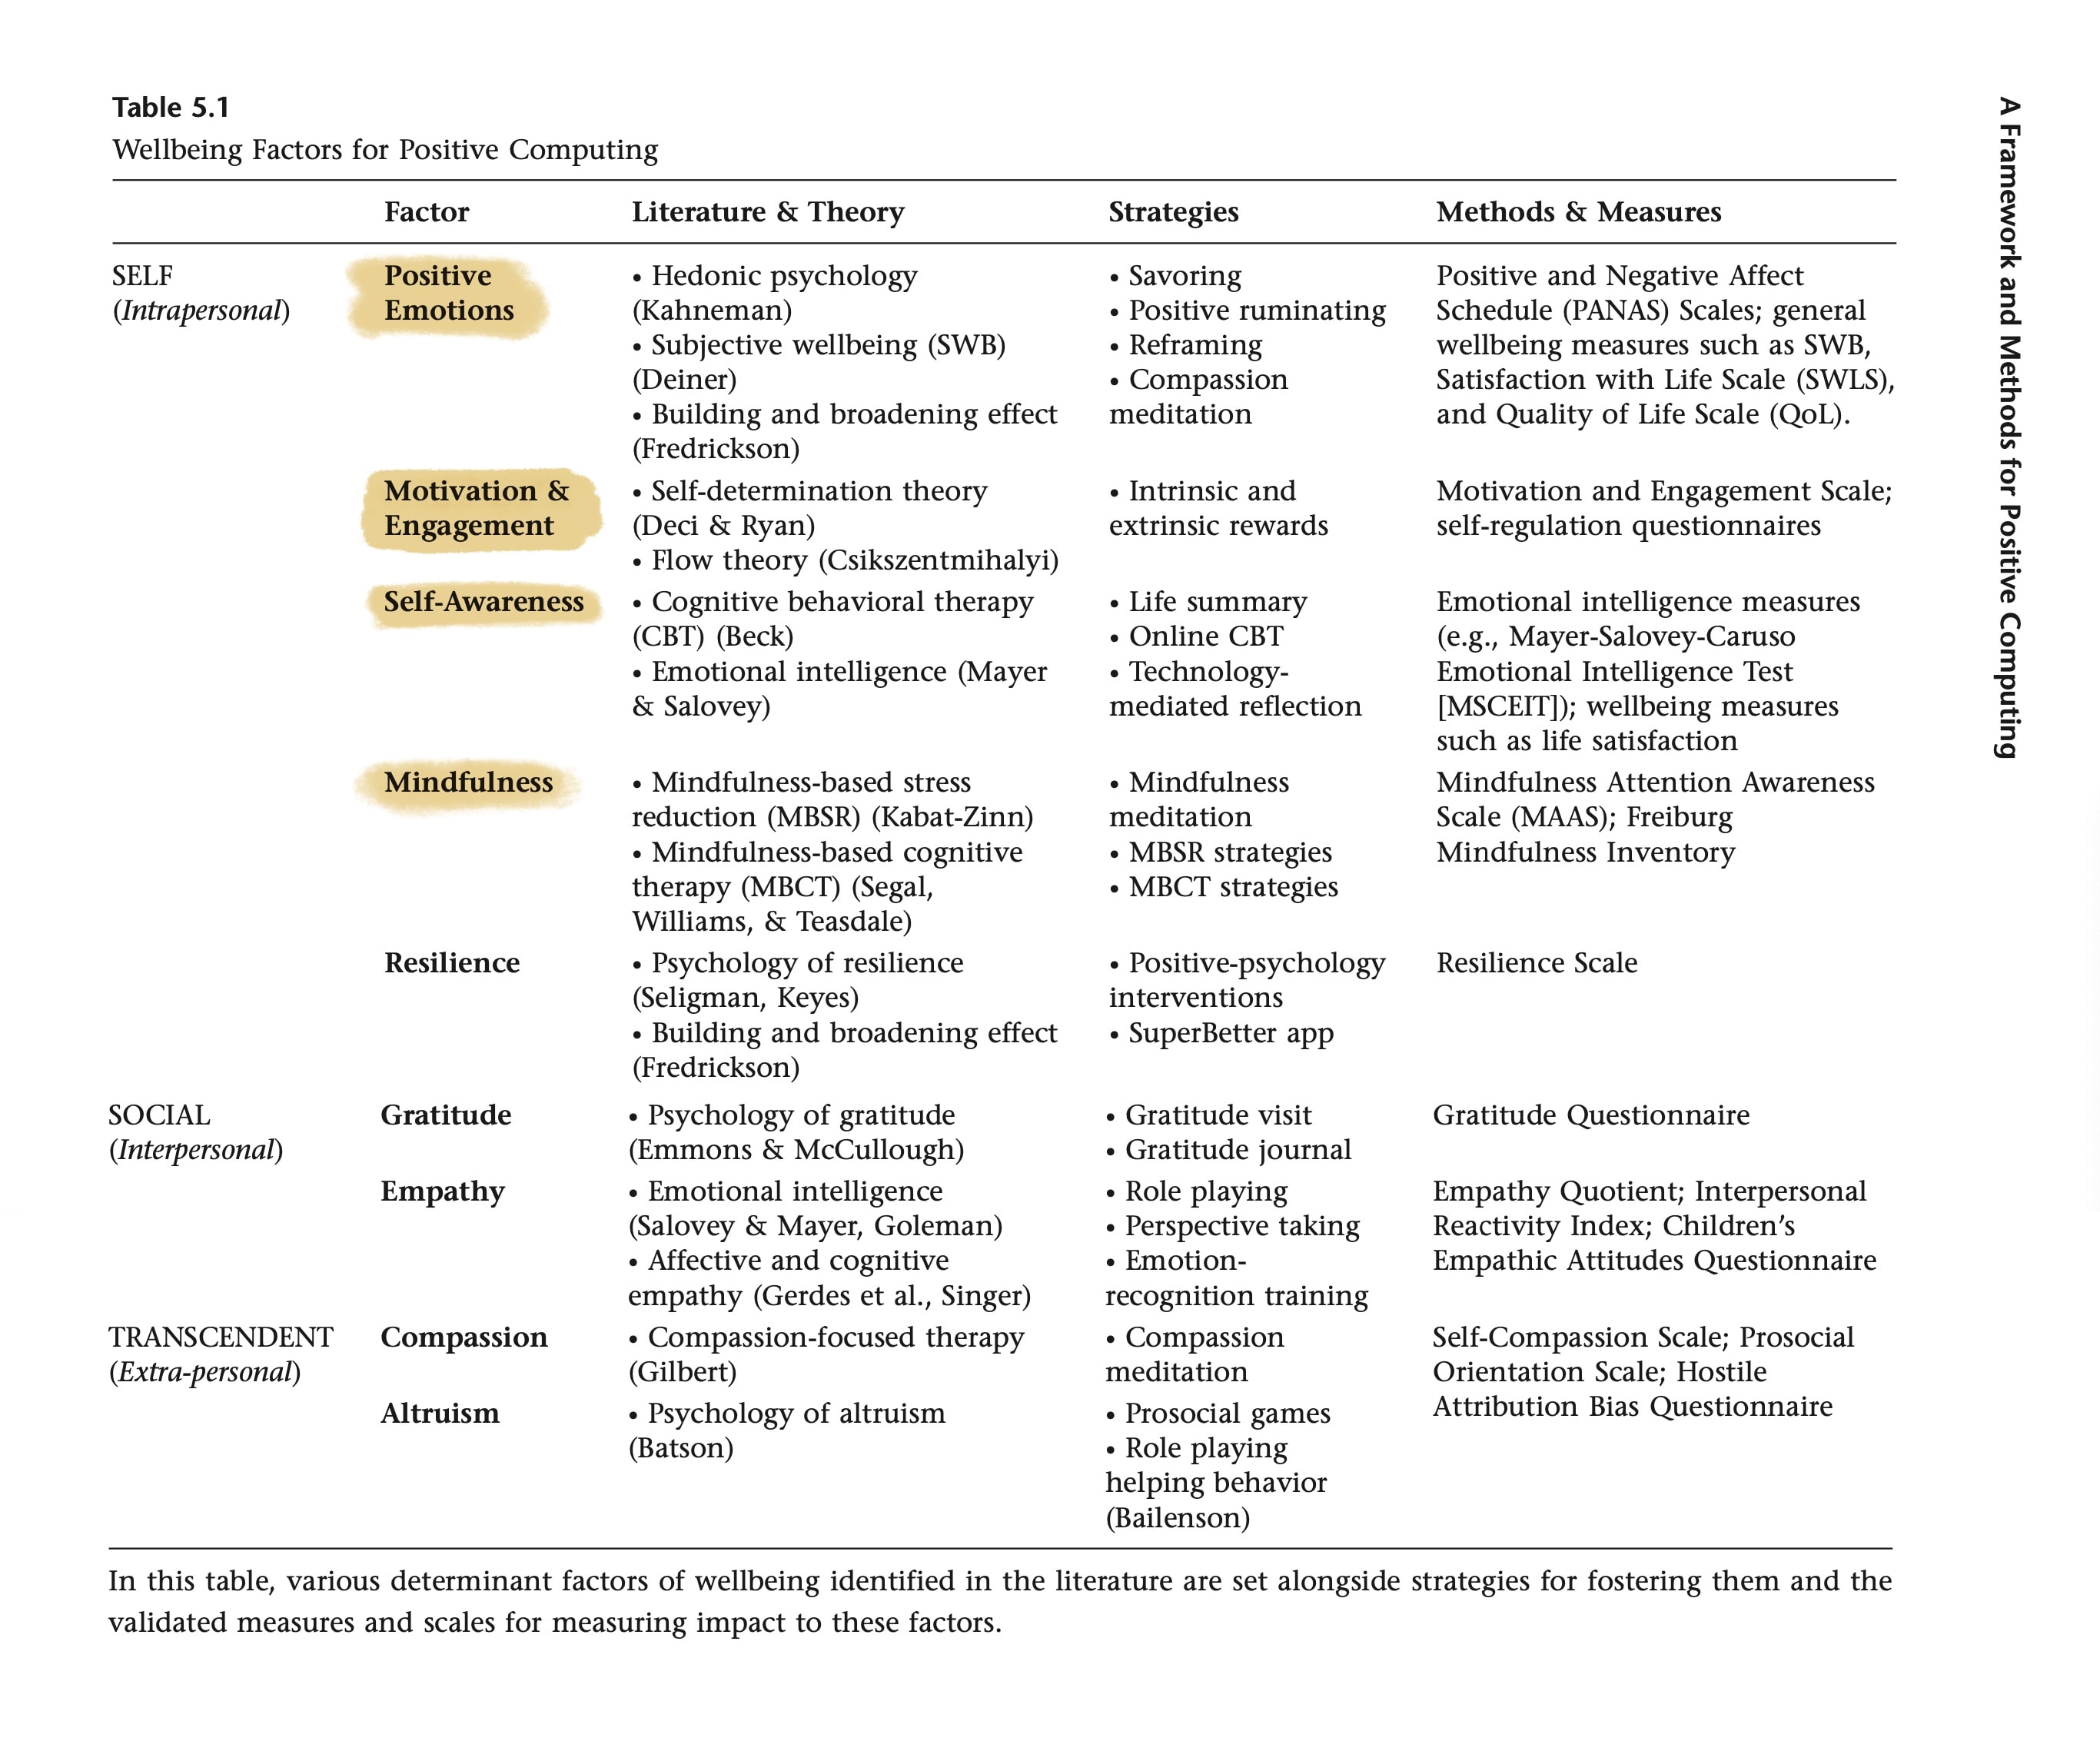 Table 5.1
Wellbeing Factors for Positive Computing
Factor Literature & Theory Strategies Methods & Measures
SELF
(Intrapersonal)
Positive
Emotions
• Hedonic psychology
(Kahneman)
• Subjective wellbeing (SWB)
(Deiner)
• Building and broadening effect
(Fredrickson)
• Savoring
• Positive ruminating
• Reframing
• Compassion
meditation
Positive and Negative Affect
Schedule (PANAS) Scales; general
wellbeing measures such as SWB,
Satisfaction with Life Scale (SWLS),
and Quality of Life Scale (QoL).
Motivation &
Engagement
• Self-determination theory
(Deci & Ryan)
• Flow theory (Csikszentmihalyi)
• Intrinsic and
extrinsic rewards
Motivation and Engagement Scale;
self-regulation questionnaires
Self-Awareness
• Cognitive behavioral therapy
(CBT) (Beck)
• Emotional intelligence (Mayer
& Salovey)
• Life summary
• Online CBT
• Technology-
mediated reflection
Emotional intelligence measures
(e.g., Mayer-Salovey-Caruso
Emotional Intelligence Test
[MSCEIT]); wellbeing measures
such as life satisfaction
Mindfulness
• Mindfulness-based stress
reduction (MBSR) (Kabat-Zinn)
• Mindfulness-based cognitive
therapy (MBCT) (Segal,
Williams, & Teasdale)
• Mindfulness
meditation
• MBSR strategies
• MBCT strategies
Mindfulness Attention Awareness
Scale (MAAS); Freiburg
Mindfulness Inventory
Resilience
• Psychology of resilience
(Seligman, Keyes)
• Building and broadening effect
(Fredrickson)
• Positive-psychology
interventions
• SuperBetter app
Resilience Scale
SOCIAL
(Interpersonal)
Gratitude
• Psychology of gratitude
(Emmons & McCullough)
• Gratitude visit
• Gratitude journal
Gratitude Questionnaire
Empathy
• Emotional intelligence
(Salovey & Mayer, Goleman)
• Affective and cognitive
empathy (Gerdes et al., Singer)
• Role playing
• Perspective taking
• Emotion-
recognition training
Empathy Quotient; Interpersonal
Reactivity Index; Children’s
Empathic Attitudes Questionnaire
TRANSCENDENT
(Extra-personal)
Compassion
• Compassion-focused therapy
(Gilbert)
• Compassion
meditation
Self-Compassion Scale; Prosocial
Orientation Scale; Hostile
Attribution Bias Questionnaire
Altruism
• Psychology of altruism
(Batson)
• Prosocial games
• Role playing
helping behavior
(Bailenson)
In this table, various determinant factors of wellbeing identified in the literature are set alongside strategies for fostering them and the
validated measures and scales for measuring impact to these factors.
A Framework and Methods for Positive Computing